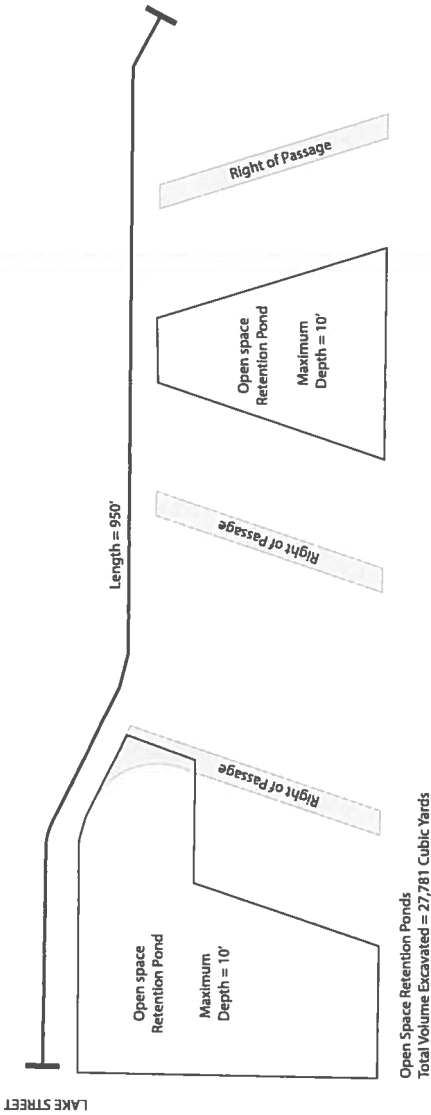 LAKE STREET
Length = 950'
Open space
Retention Pond
Maximum
Depth = 10'
Right of Passage
Right of Passage
Open space
Retention Pond
Maximum
Depth = 10'
Right of Passage
Open Space Retention Ponds
Total Volume Excavated = 27,781 Cubic Yards